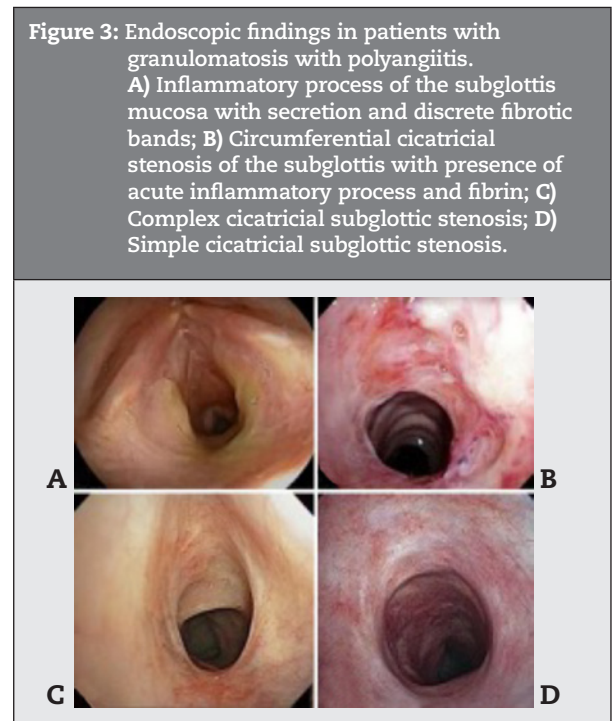 Figure 3: Endoscopic findings in patients with
granulomatosis with polyangiitis.
A) Inflammatory process of the subglottis
mucosa with secretion and discrete fibrotic
bands; B) Circumferential cicatricial
stenosis of the subglottis with presence of
acute inflammatory process and fibrin; C)
Complex cicatricial subglottic stenosis; D)
Simple cicatricial subglottic stenosis.
A
B
C
D